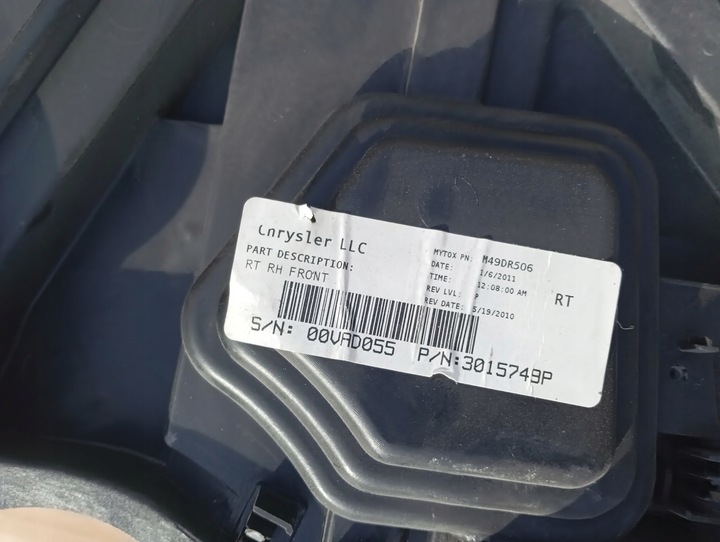 Chrysler LLC
PART DESCRIPTION:
RT RH FRONT
MYTOX PN: M49DR506
DATE: 1/6/2011
TIME: 12:08:00 AM
REV LVL: P
REV DATE: 5/19/2010
RT
S/N: 00VAD055 P/N:3015749P